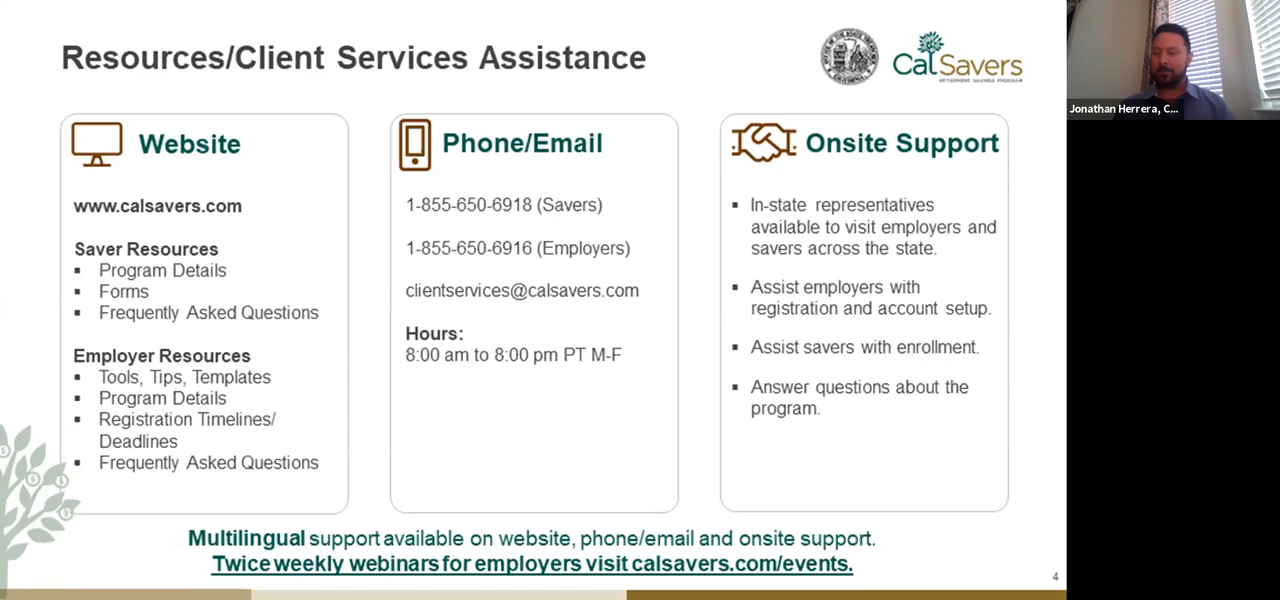 Resources/Client Services Assistance
CalSavers
RETIREMENT SAVINGS PROGRAM
Jonathan Herrera, C...
Website
www.calsavers.com
Saver Resources
▪ Program Details
▪ Forms
▪ Frequently Asked Questions
Employer Resources
▪ Tools, Tips, Templates
▪ Program Details
▪ Registration Timelines/
Deadlines
▪ Frequently Asked Questions
Phone/Email
1-855-650-6918 (Savers)
1-855-650-6916 (Employers)
clientservices@calsavers.com
Hours:
8:00 am to 8:00 pm PT M-F
Onsite Support
▪ In-state representatives
available to visit employers and
savers across the state.
▪ Assist employers with
registration and account setup.
▪ Assist savers with enrollment.
▪ Answer questions about the
program.
Multilingual support available on website, phone/email and onsite support.
Twice weekly webinars for employers visit calsavers.com/events.
4